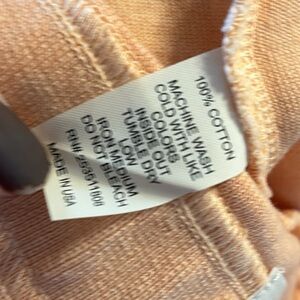 100% COTTON
MACHINE WASH
COLD WITH LIKE
COLORS
INSIDE OUT
TUMBLE DRY
LOW
IRON MEDIUM
DO NOT BLEACH
RN# 263511808
MADE IN USA